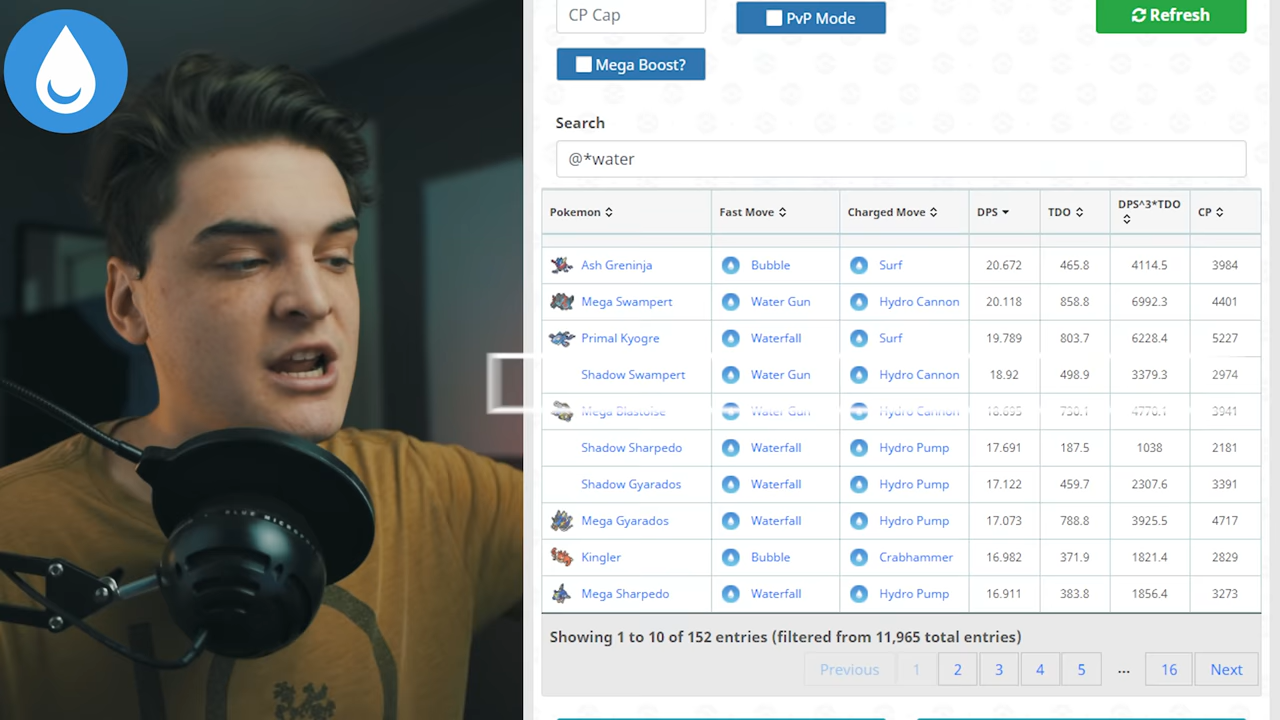 CP Cap
PvP Mode
Refresh
Mega Boost?
Search
@*water
Pokemon Fast Move Charged Move DPS TDO DPS^3*TDO CP
Ash Greninja Bubble Surf 20.672 465.8 4114.5 3984
Mega Swampert Water Gun Hydro Cannon 20.118 858.8 6992.3 4401
Primal Kyogre Waterfall Surf 19.789 803.7 6228.4 5227
Shadow Swampert Water Gun Hydro Cannon 18.92 498.9 3379.3 2974
Mega Blastoise Water Gun Hydro Cannon 3941
Shadow Sharpedo Waterfall Hydro Pump 17.691 187.5 1038 2181
Shadow Gyarados Waterfall Hydro Pump 17.122 459.7 2307.6 3391
Mega Gyarados Waterfall Hydro Pump 17.073 788.8 3925.5 4717
Kingler Bubble Crabhammer 16.982 371.9 1821.4 2829
Mega Sharpedo Waterfall Hydro Pump 16.911 383.8 1856.4 3273
Showing 1 to 10 of 152 entries (filtered from 11,965 total entries)
Previous 1 2 3 4 5 ... 16 Next